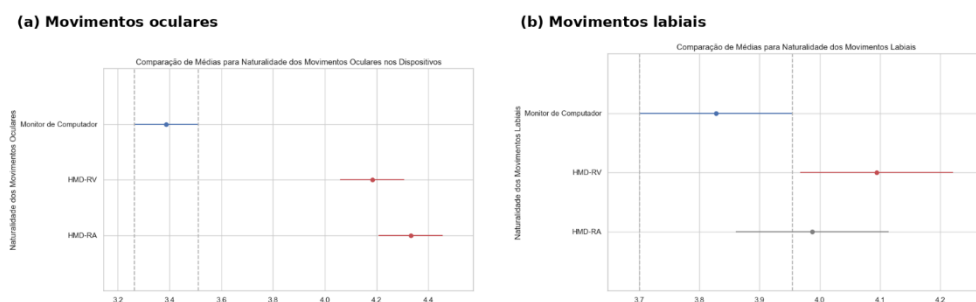 (a) Movimentos oculares
Comparação de Médias para Naturalidade dos Movimentos Oculares nos Dispositivos
Naturalidade dos Movimentos Oculares
Monitor de Computador
HMD-RV
HMD-RA
3.2 3.4 3.6 3.8 4.0 4.2 4.4
(b) Movimentos labiais
Comparação de Médias para Naturalidade dos Movimentos Labiais
Naturalidade dos Movimentos Labiais
Monitor de Computador
HMD-RV
HMD-RA
3.7 3.8 3.9 4.0 4.1 4.2